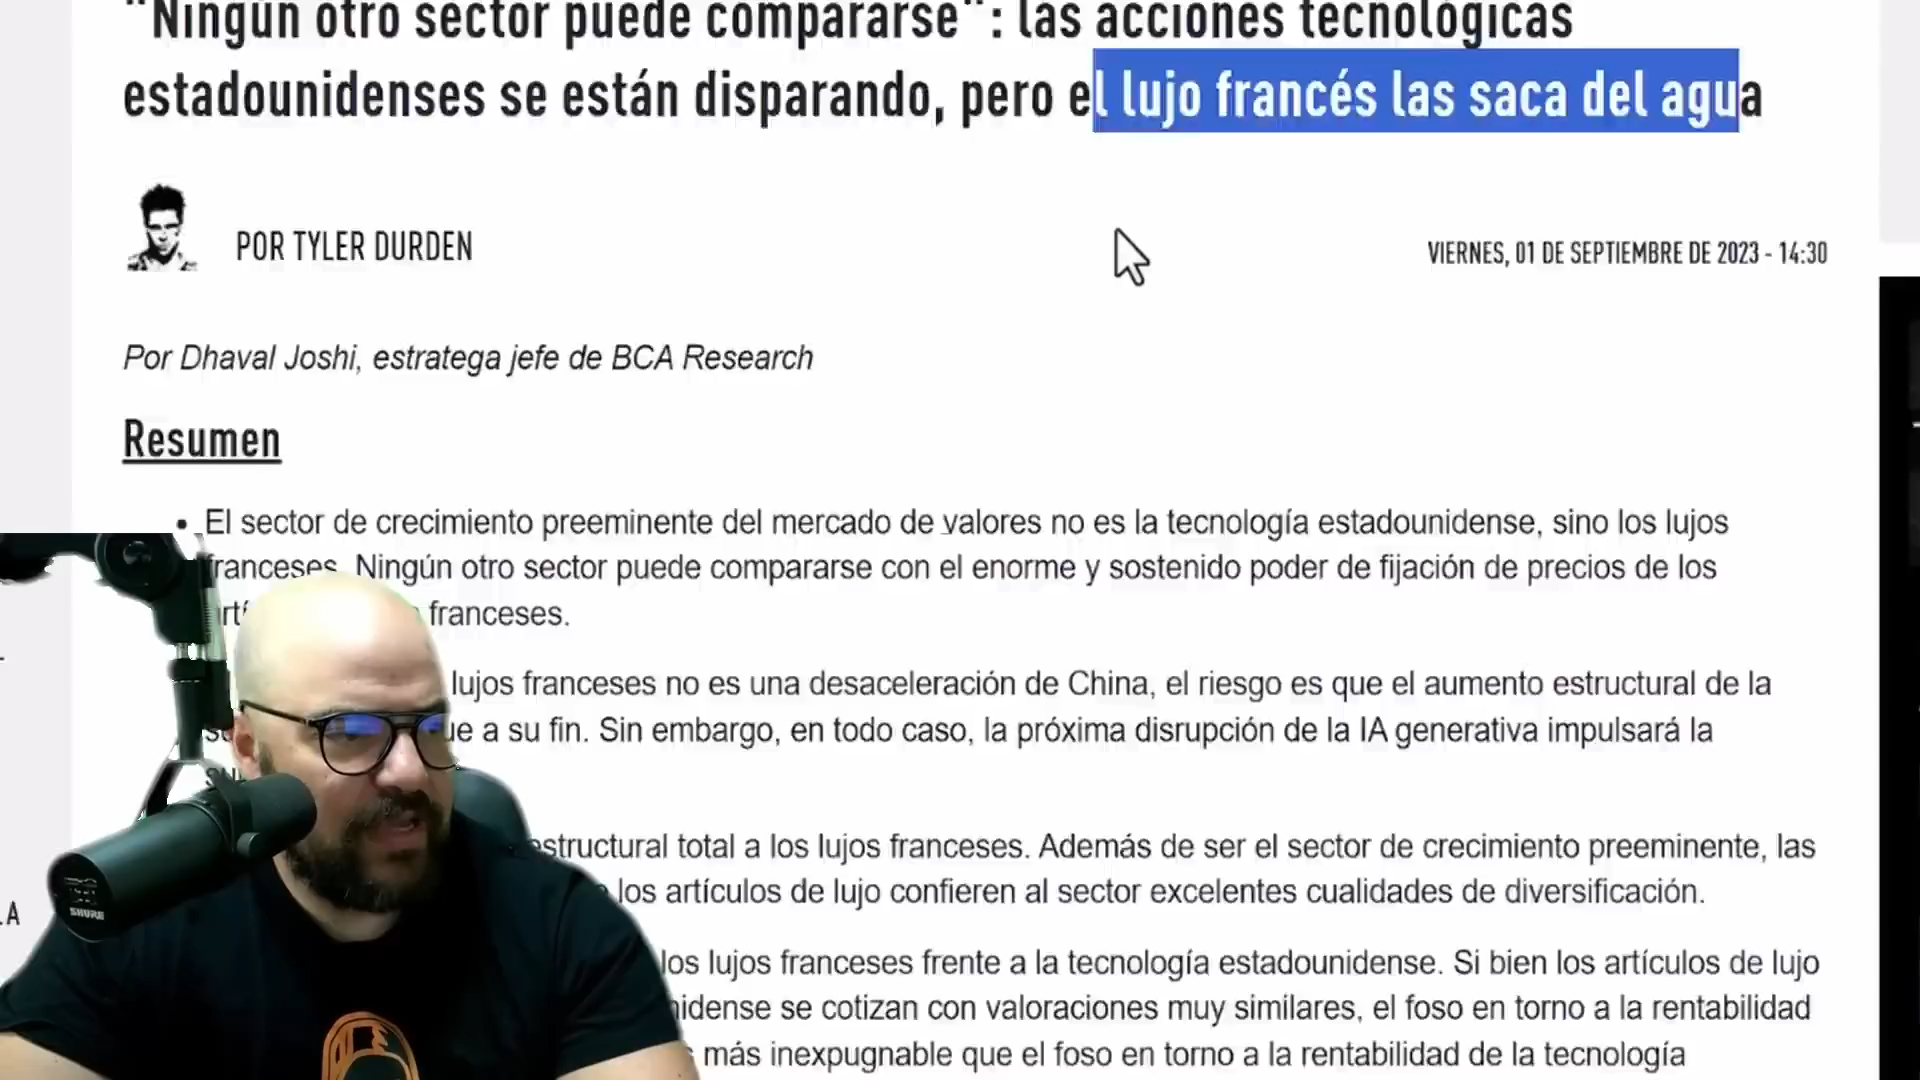 "Ningún otro sector puede compararse": las acciones tecnológicas
estadounidenses se están disparando, pero el lujo francés las saca del agua
POR TYLER DURDEN
VIERNES, 01 DE SEPTIEMBRE DE 2023 - 14:30
Por Dhaval Joshi, estratega jefe de BCA Research
Resumen
• El sector de crecimiento preeminente del mercado de valores no es la tecnología estadounidense, sino los lujos
franceses. Ningún otro sector puede compararse con el enorme y sostenido poder de fijación de precios de los
franceses.
lujos franceses no es una desaceleración de China, el riesgo es que el aumento estructural de la
a su fin. Sin embargo, en todo caso, la próxima disrupción de la IA generativa impulsará la
estructural total a los lujos franceses. Además de ser el sector de crecimiento preeminente, las
los artículos de lujo confieren al sector excelentes cualidades de diversificación.
los lujos franceses frente a la tecnología estadounidense. Si bien los artículos de lujo
se cotizan con valoraciones muy similares, el foso en torno a la rentabilidad
más inexpugnable que el foso en torno a la rentabilidad de la tecnología
SHURE